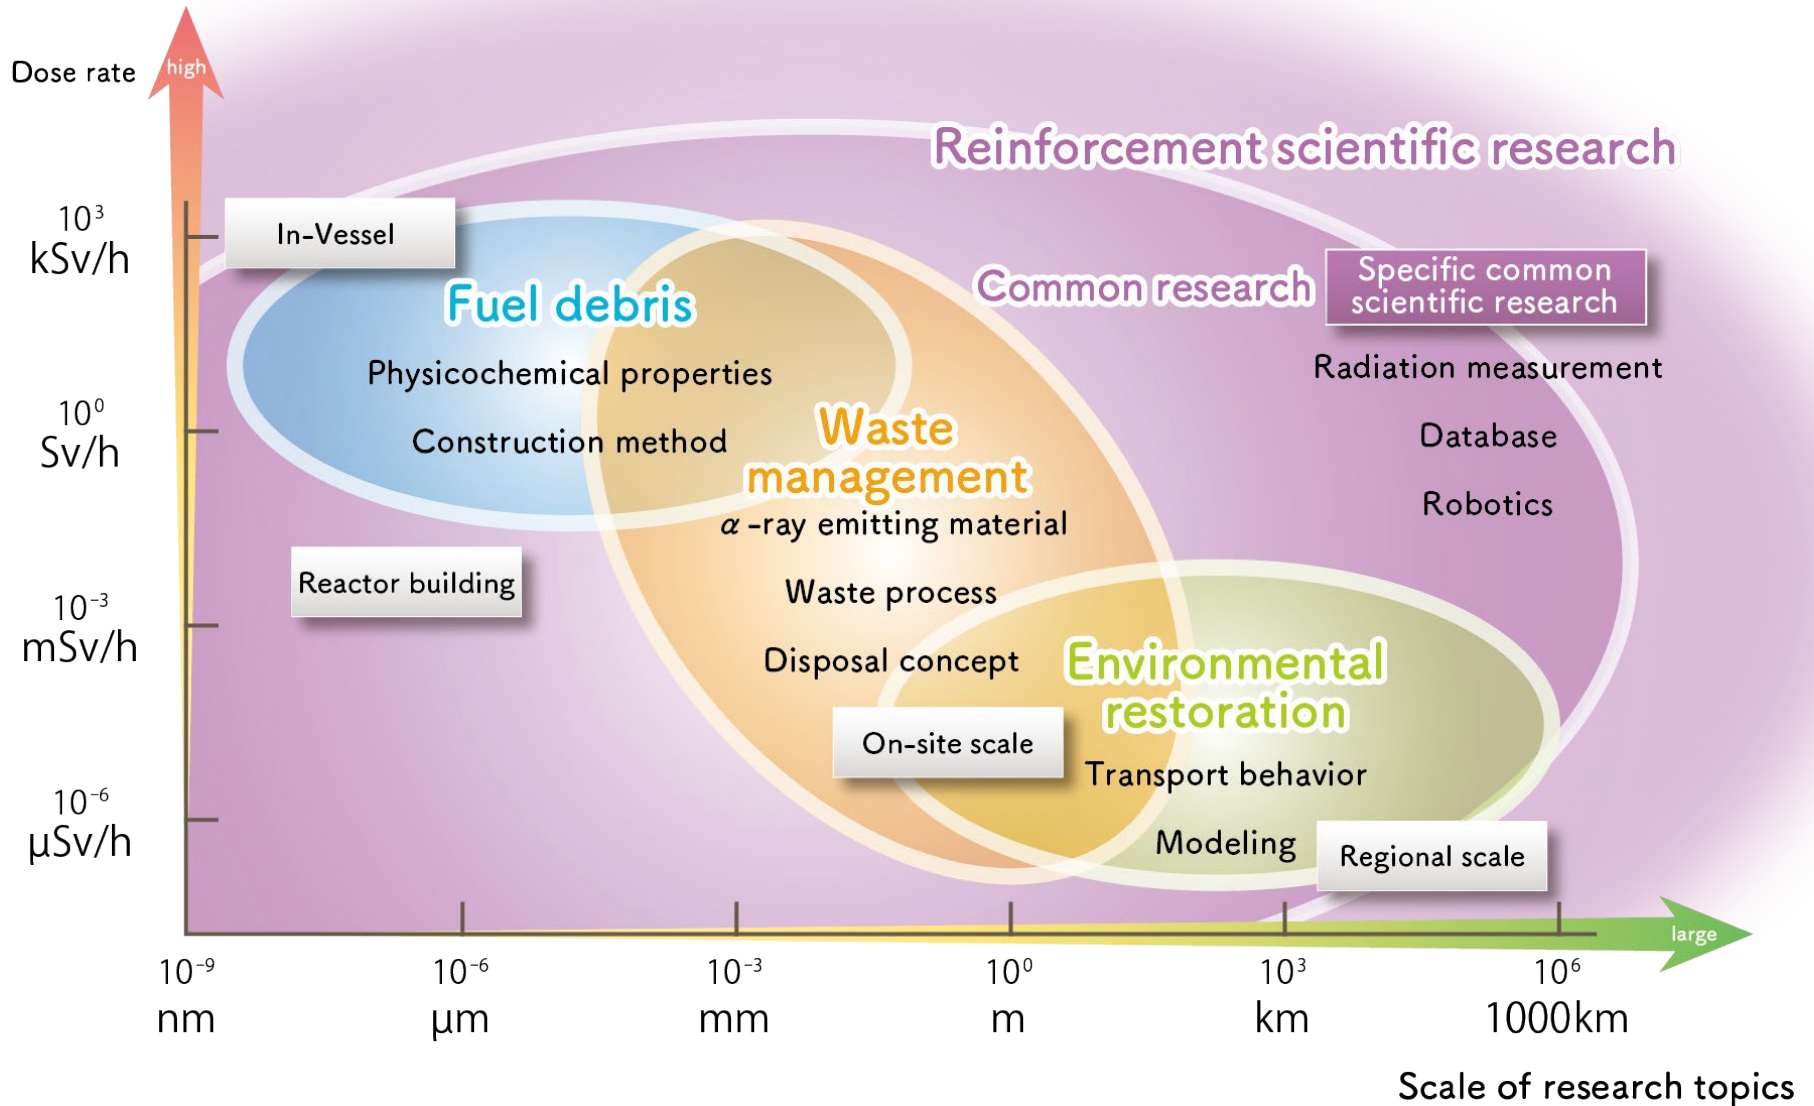 Dose rate
high
Reinforcement scientific research
10³
kSv/h
In-Vessel
Fuel debris
Physicochemical properties
Construction method
Common research
Specific common
scientific research
Radiation measurement
Database
Robotics
10⁰
Sv/h
Waste
management
α-ray emitting material
Waste process
Disposal concept
Reactor building
10⁻³
mSv/h
Environmental
restoration
On-site scale
Transport behavior
Modeling
Regional scale
10⁻⁶
μSv/h
large
10⁻⁹
nm
10⁻⁶
μm
10⁻³
mm
10⁰
m
10³
km
10⁶
1000km
Scale of research topics